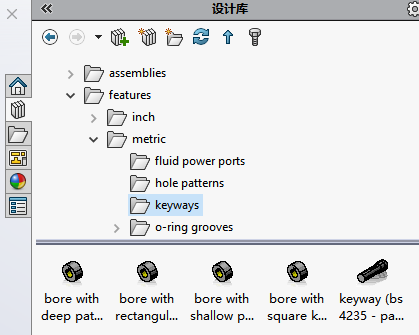 设计库
assemblies
features
inch
metric
fluid power ports
hole patterns
keyways
o-ring grooves
bore with
deep pat...
bore with
rectangul...
bore with
shallow p...
bore with
square k...
keyway (bs
4235 - pa...